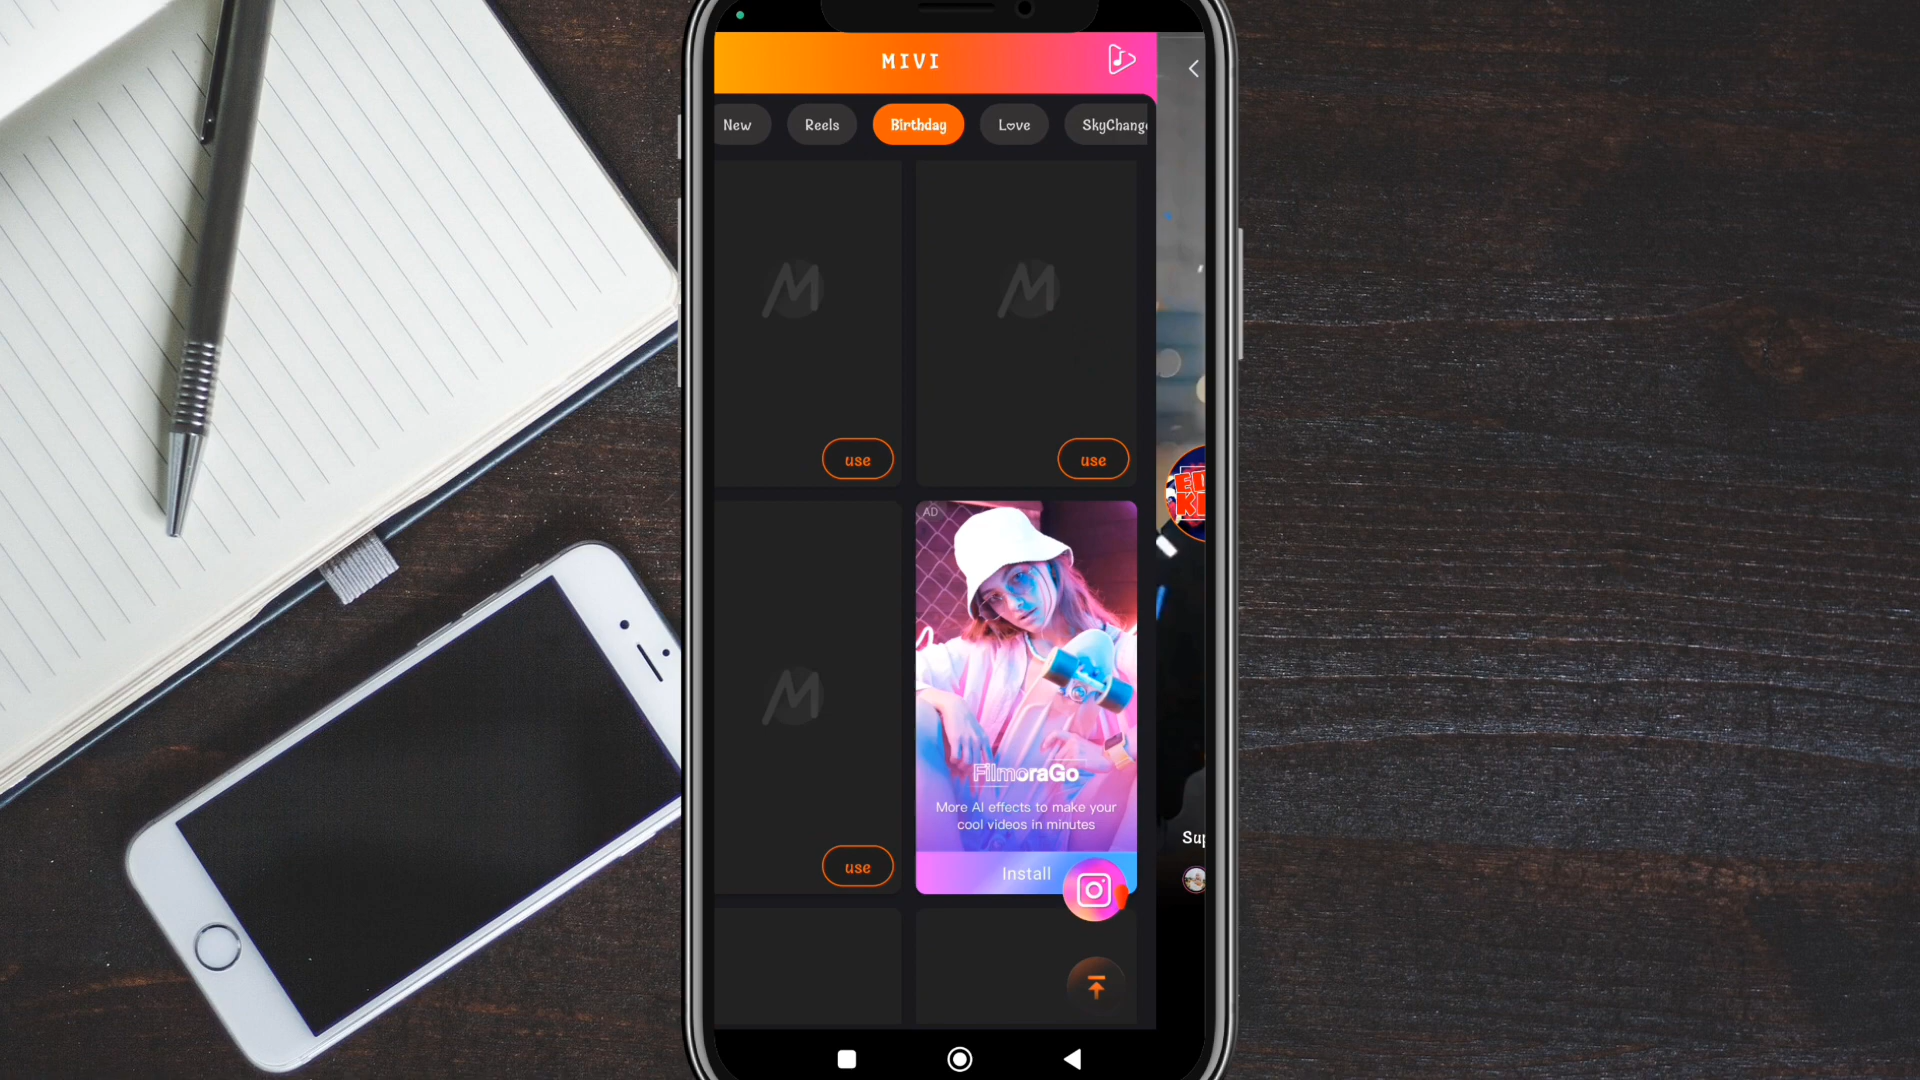 MIVI
New
Reels
Birthday
Love
SkyChang
use
use
AD
FilmoraGo
More AI effects to make your
cool videos in minutes
use
Install
Sup